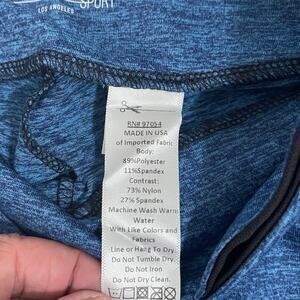 SPORT
LOS ANGELES
RN# 97054
MADE IN USA
of Imported Fabric
Body:
89%Polyester
11%Spandex
Contrast:
73% Nylon
27% Spandex
Machine Wash Warm
Water
With Like Colors and
Fabrics
Line or Hang To Dry
Do Not Tumble Dry
Do Not Iron
Do Not Dry Clean